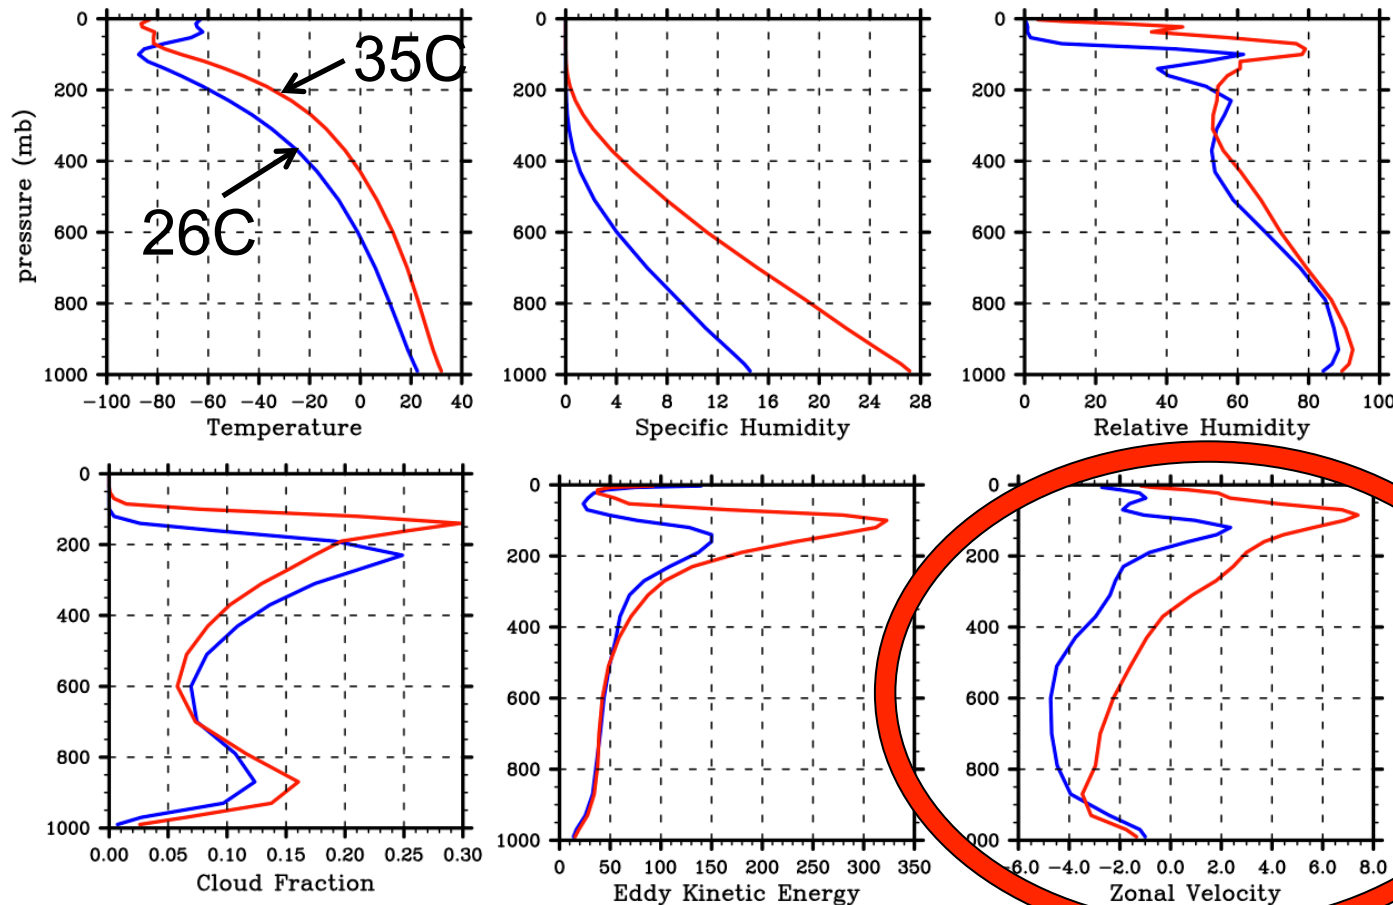 0
200
400
600
800
1000
pressure (mb)
35C
26C
−100 −80 −60 −40 −20 0 20 40
Temperature
0
200
400
600
800
1000
0 4 8 12 16 20 24 28
Specific Humidity
0
200
400
600
800
1000
0 20 40 60 80 100
Relative Humidity
0
200
400
600
800
1000
0.00 0.05 0.10 0.15 0.20 0.25 0.30
Cloud Fraction
0
200
400
600
800
1000
0 50 100 150 200 250 300 350
Eddy Kinetic Energy
0
200
400
600
800
000
6.0 −4.0 −2.0 0.0 2.0 4.0 6.0 8.0
Zonal Velocity